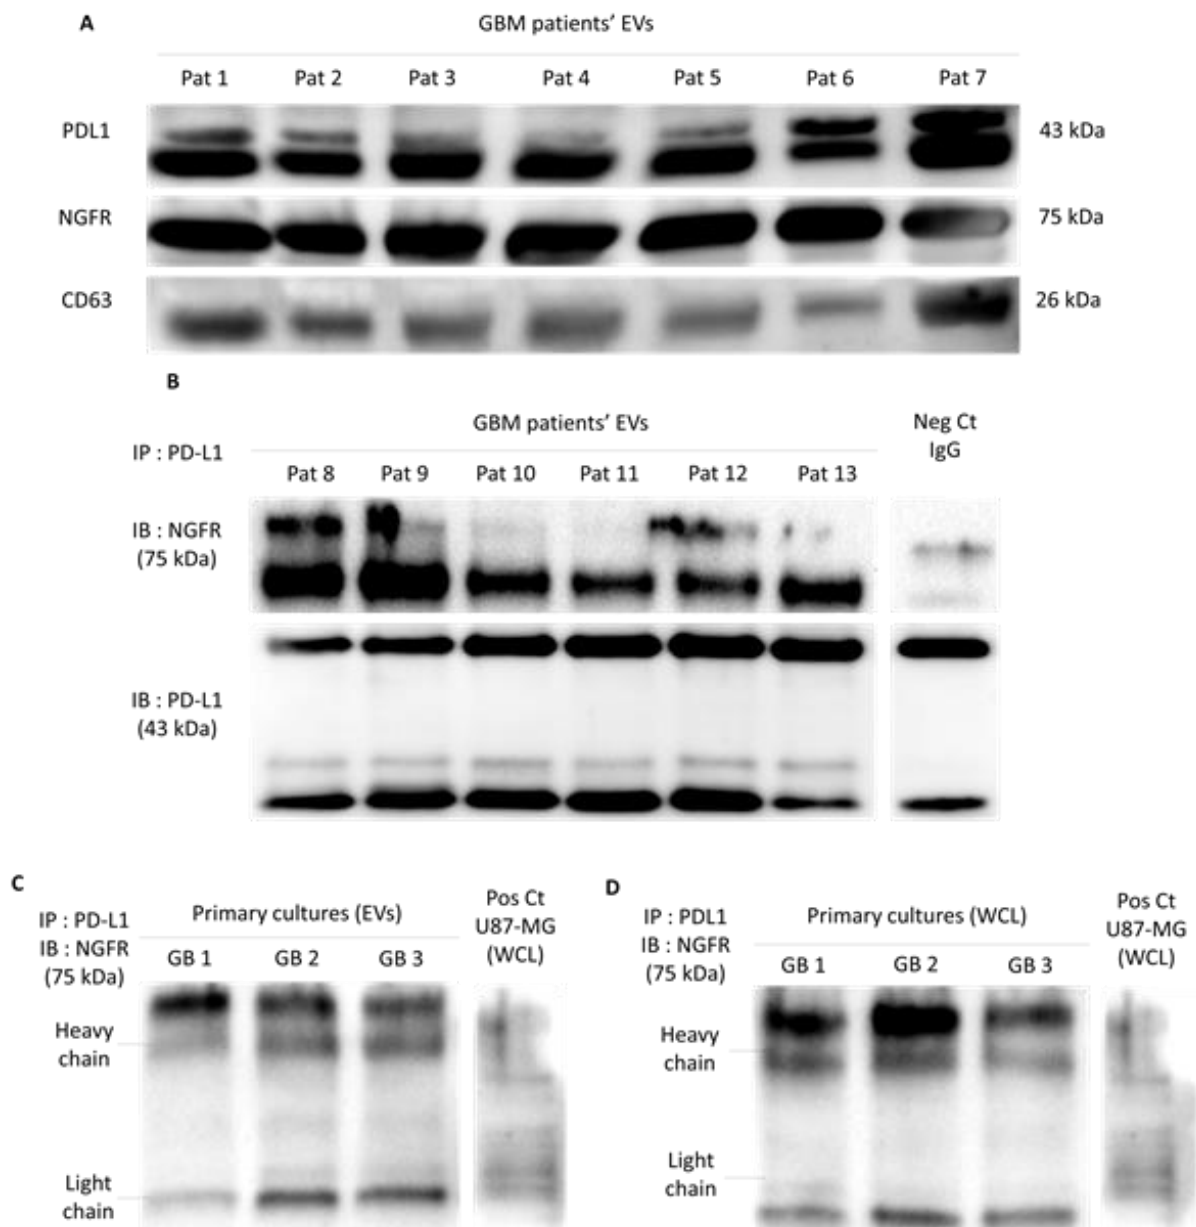 A
GBM patients' EVs
Pat 1 Pat 2 Pat 3 Pat 4 Pat 5 Pat 6 Pat 7
PDL1 43 kDa
NGFR 75 kDa
CD63 26 kDa
B
GBM patients' EVs
Neg Ct
IgG
IP : PD-L1
Pat 8 Pat 9 Pat 10 Pat 11 Pat 12 Pat 13
IB : NGFR
(75 kDa)
IB : PD-L1
(43 kDa)
C
IP : PD-L1
IB : NGFR
(75 kDa)
Primary cultures (EVs)
GB 1 GB 2 GB 3
Pos Ct
U87-MG
(WCL)
Heavy
chain
Light
chain
D
IP : PDL1
IB : NGFR
(75 kDa)
Primary cultures (WCL)
GB 1 GB 2 GB 3
Pos Ct
U87-MG
(WCL)
Heavy
chain
Light
chain